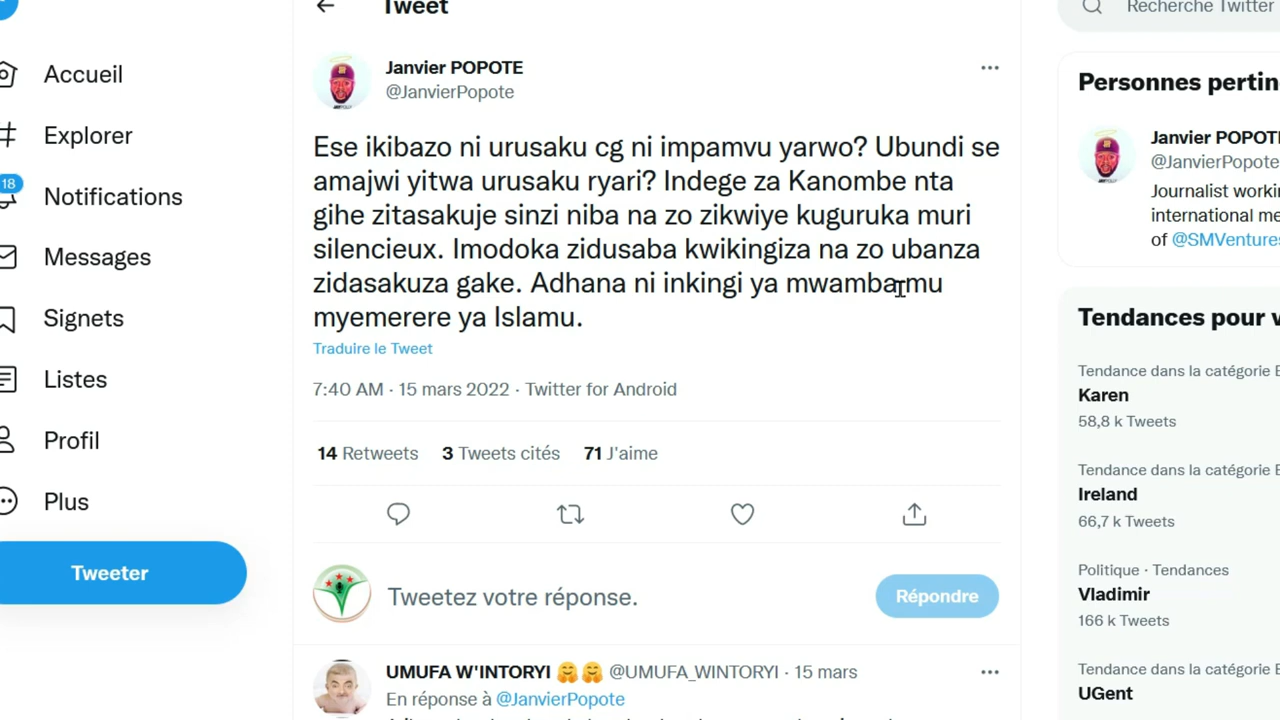 Tweet
Recherche Twitter
Accueil
Explorer
18
Notifications
Messages
Signets
Listes
Profil
Plus
Tweeter
Janvier POPOTE
@JanvierPopote
Ese ikibazo ni urusaku cg ni impamvu yarwo? Ubundi se
amajwi yitwa urusaku ryari? Indege za Kanombe nta
gihe zitasakuje sinzi niba na zo zikwiye kuguruka muri
silencieux. Imodoka zidusaba kwikingiza na zo ubanza
zidasakuza gake. Adhana ni inkingi ya mwamba mu
myemerere ya Islamu.
Traduire le Tweet
7:40 AM · 15 mars 2022 · Twitter for Android
14 Retweets 3 Tweets cités 71 J'aime
Tweetez votre réponse.
Répondre
UMUFA W'INTORYI 🤗 🤗 @UMUFA_WINTORYI · 15 mars
En réponse à @JanvierPopote
Personnes pertin
Janvier POPOTE
@JanvierPopote
Journalist worki
international me
of @SMVentures
Tendances pour v
Tendance dans la catégorie E
Karen
58,8 k Tweets
Tendance dans la catégorie E
Ireland
66,7 k Tweets
Politique · Tendances
Vladimir
166 k Tweets
Tendance dans la catégorie E
UGent